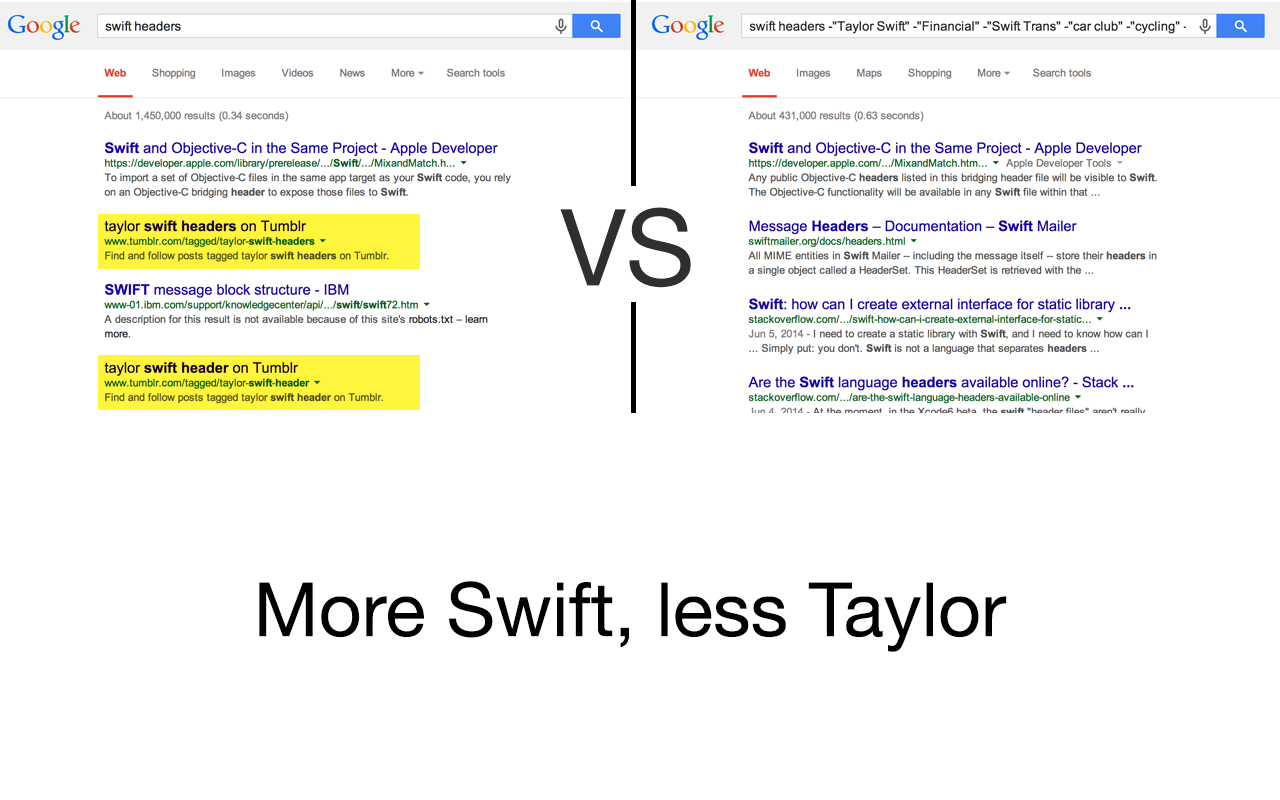 Google
swift headers
Web Shopping Images Videos News More Search tools
About 1,450,000 results (0.34 seconds)
Swift and Objective-C in the Same Project - Apple Developer
https://developer.apple.com/library/prerelease/.../Swift/.../MixandMatch.h...
To import a set of Objective-C files in the same app target as your Swift code, you rely
on an Objective-C bridging header to expose those files to Swift.
taylor swift headers on Tumblr
www.tumblr.com/tagged/taylor-swift-headers
Find and follow posts tagged taylor swift headers on Tumblr.
SWIFT message block structure - IBM
www-01.ibm.com/support/knowledgecenter/api/.../swift/swift72.htm
A description for this result is not available because of this site's robots.txt – learn
more.
taylor swift header on Tumblr
www.tumblr.com/tagged/taylor-swift-header
Find and follow posts tagged taylor swift header on Tumblr.
VS
Google
swift headers -"Taylor Swift" -"Financial" -"Swift Trans" -"car club" -"cycling" -
Web Images Maps Shopping More Search tools
About 431,000 results (0.63 seconds)
Swift and Objective-C in the Same Project - Apple Developer
https://developer.apple.com/.../MixandMatch.htm... Apple Developer Tools
Any public Objective-C headers listed in this bridging header file will be visible to Swift.
The Objective-C functionality will be available in any Swift file within that ...
Message Headers – Documentation – Swift Mailer
swiftmailer.org/docs/headers.html
All MIME entities in Swift Mailer -- including the message itself -- store their headers in
a single object called a HeaderSet. This HeaderSet is retrieved with the ...
Swift: how can I create external interface for static library ...
stackoverflow.com/.../swift-how-can-i-create-external-interface-for-static...
Jun 5, 2014 - I need to create a static library with Swift, and I need to know how can I
... Simply put: you don't. Swift is not a language that separates headers ...
Are the Swift language headers available online? - Stack ...
stackoverflow.com/.../are-the-swift-language-headers-available-online
Jun 4, 2014 - At the moment, in the Xcode6 beta, the swift "header files" aren't really
More Swift, less Taylor